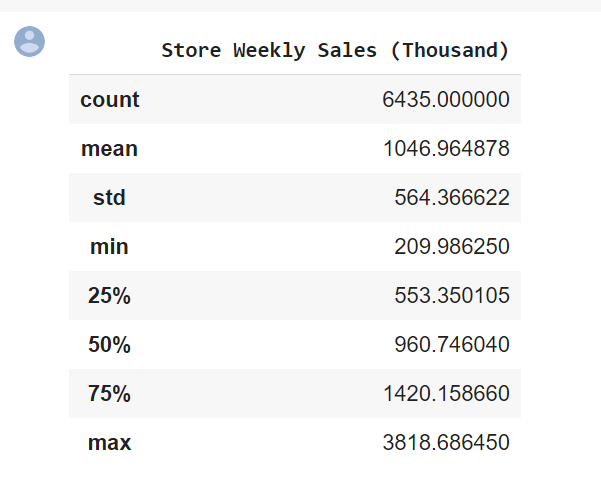 Store Weekly Sales (Thousand)
count 6435.000000
mean 1046.964878
std 564.366622
min 209.986250
25% 553.350105
50% 960.746040
75% 1420.158660
max 3818.686450